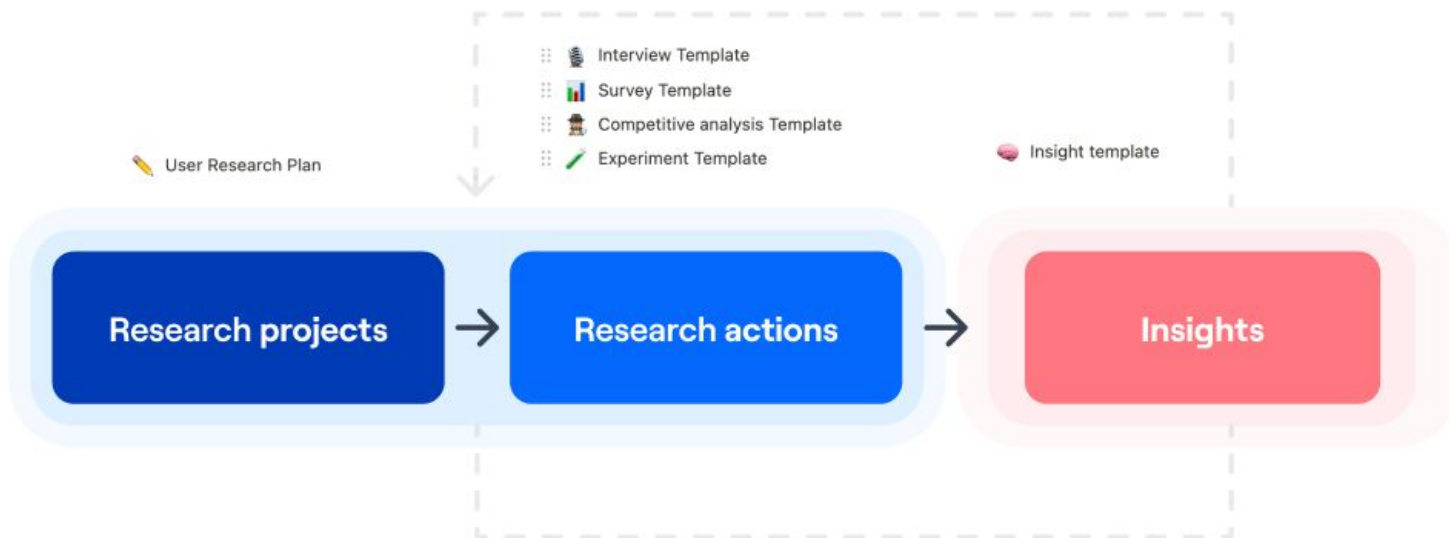 Interview Template
Survey Template
Competitive analysis Template
Experiment Template
User Research Plan
Insight template
Research projects
Research actions
Insights